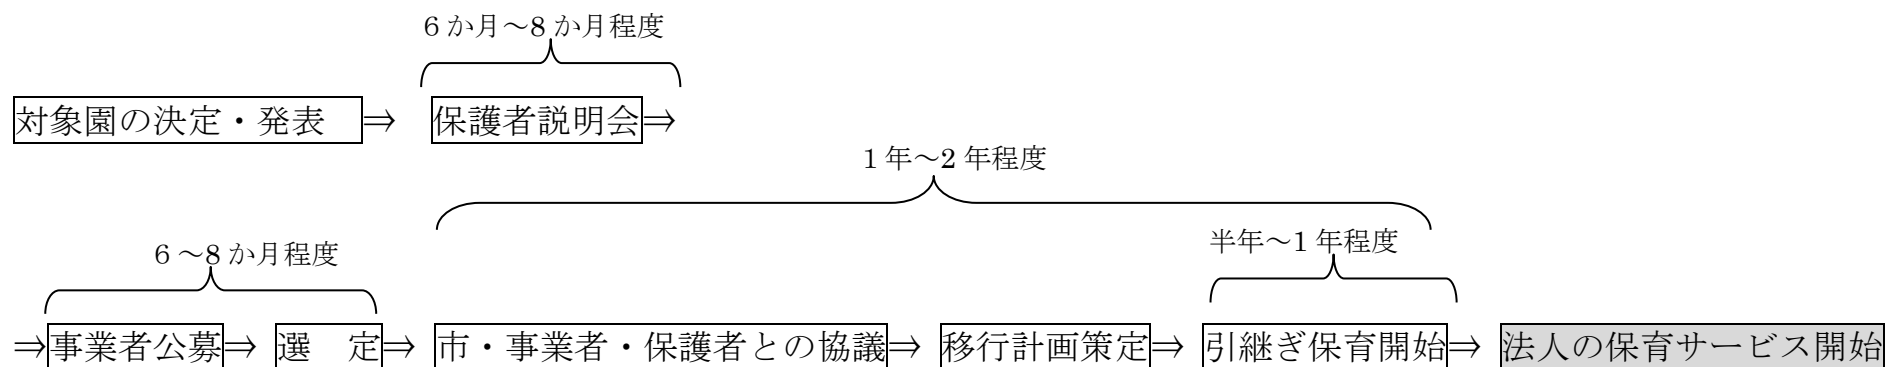 6か月～8か月程度
対象園の決定・発表　⇒　保護者説明会⇒
1年～2年程度
半年～1年程度
6～8か月程度
⇒事業者公募⇒ 選　定⇒ 市・事業者・保護者との協議⇒ 移行計画策定⇒ 引継ぎ保育開始⇒ 法人の保育サービス開始